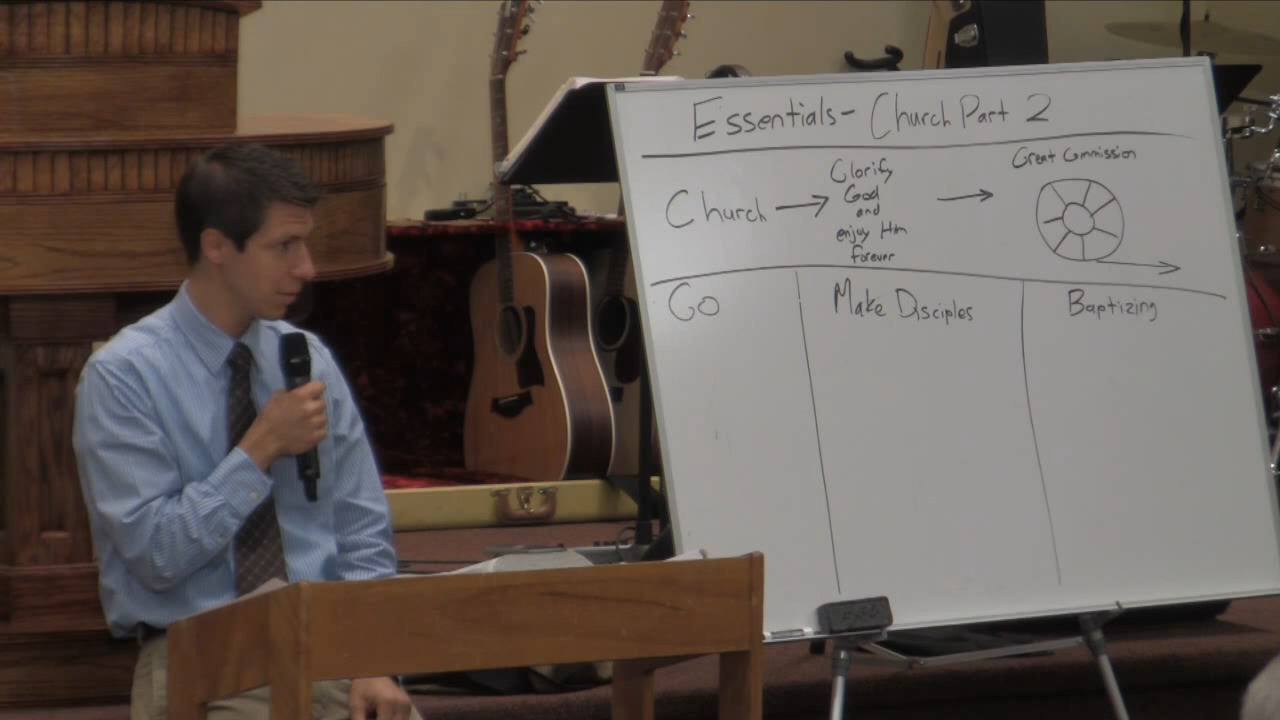 Essentials- Church Part 2
Great Commission
Church → Glorify
God
and
enjoy Him
forever →
Go
Make Disciples
Baptizing